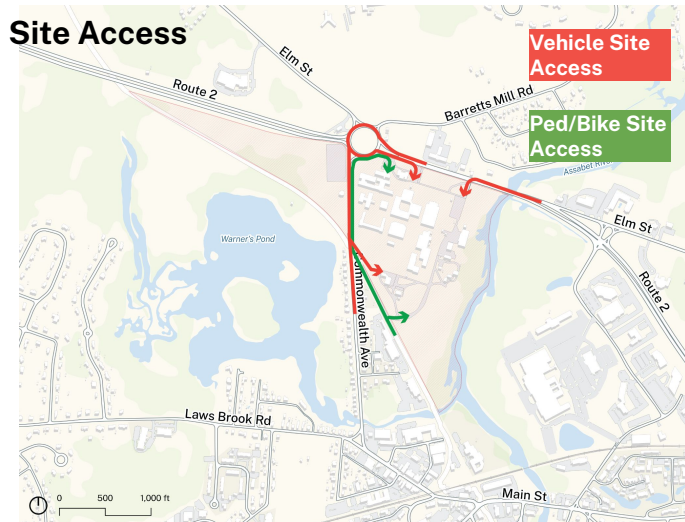 Site Access
Elm St
Vehicle Site
Access
Route 2
Barretts Mill Rd
Ped/Bike Site
Access
Assabet River
Warner's Pond
Elm St
Commonwealth Ave
Route 2
Laws Brook Rd
Main St
0 500 1,000 ft